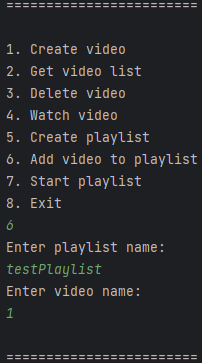 ========================
1. Create video
2. Get video list
3. Delete video
4. Watch video
5. Create playlist
6. Add video to playlist
7. Start playlist
8. Exit
6
Enter playlist name:
testPlaylist
Enter video name:
1
========================